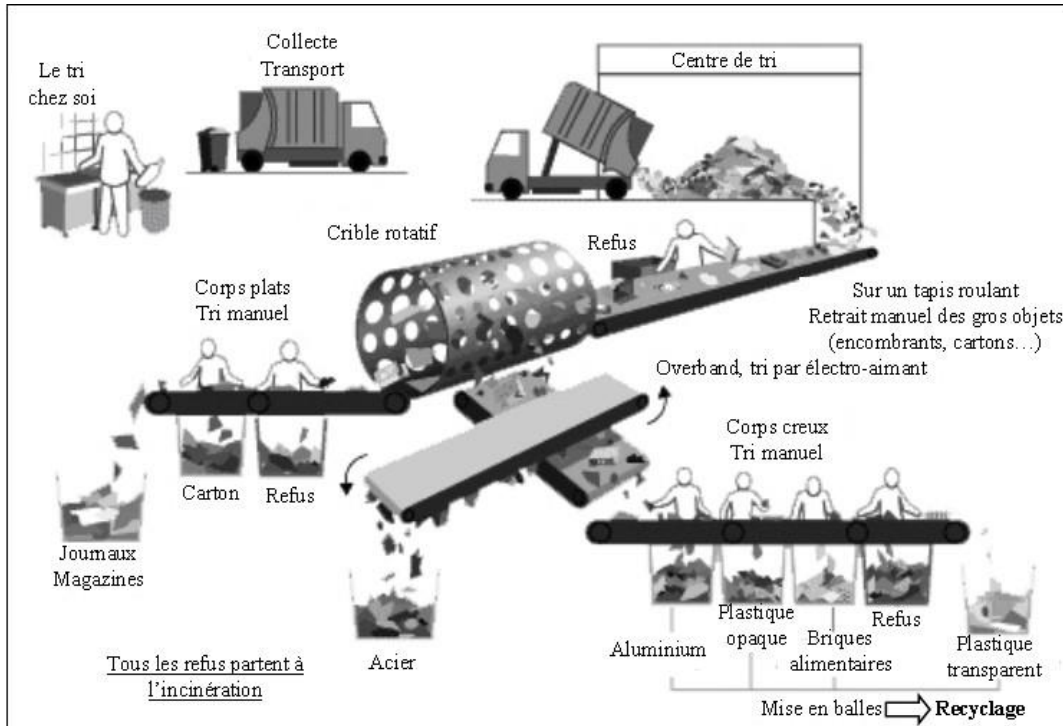 Le tri
chez soi
Collecte
Transport
Centre de tri
Crible rotatif
Refus
Corps plats
Tri manuel
Sur un tapis roulant
Retrait manuel des gros objets
(encombrants, cartons…)
Overband, tri par électro-aimant
Corps creux
Tri manuel
Carton
Refus
Journaux
Magazines
Acier
Aluminium
Plastique
opaque
Briques
alimentaires
Refus
Plastique
transparent
Tous les refus partent à
l'incinération
Mise en balles Recyclage